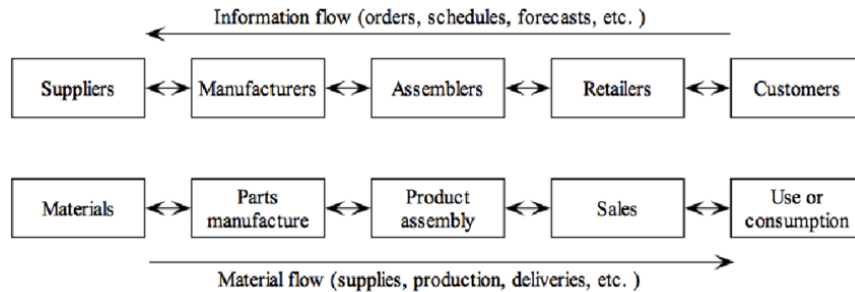 Information flow (orders, schedules, forecasts, etc. )
Suppliers Manufacturers Assemblers Retailers Customers
Materials Parts manufacture Product assembly Sales Use or consumption
Material flow (supplies, production, deliveries, etc. )